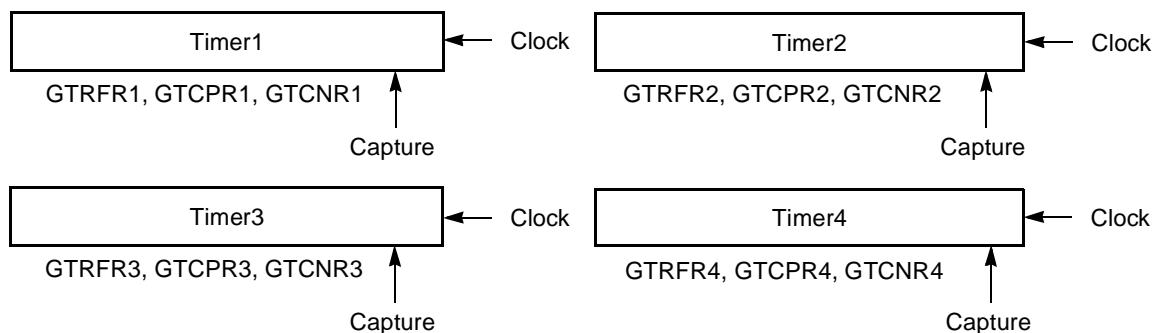 Timer1
Clock
GTRFR1, GTCPR1, GTCNR1
Capture
Timer2
Clock
GTRFR2, GTCPR2, GTCNR2
Capture
Timer3
Clock
GTRFR3, GTCPR3, GTCNR3
Capture
Timer4
Clock
GTRFR4, GTCPR4, GTCNR4
Capture